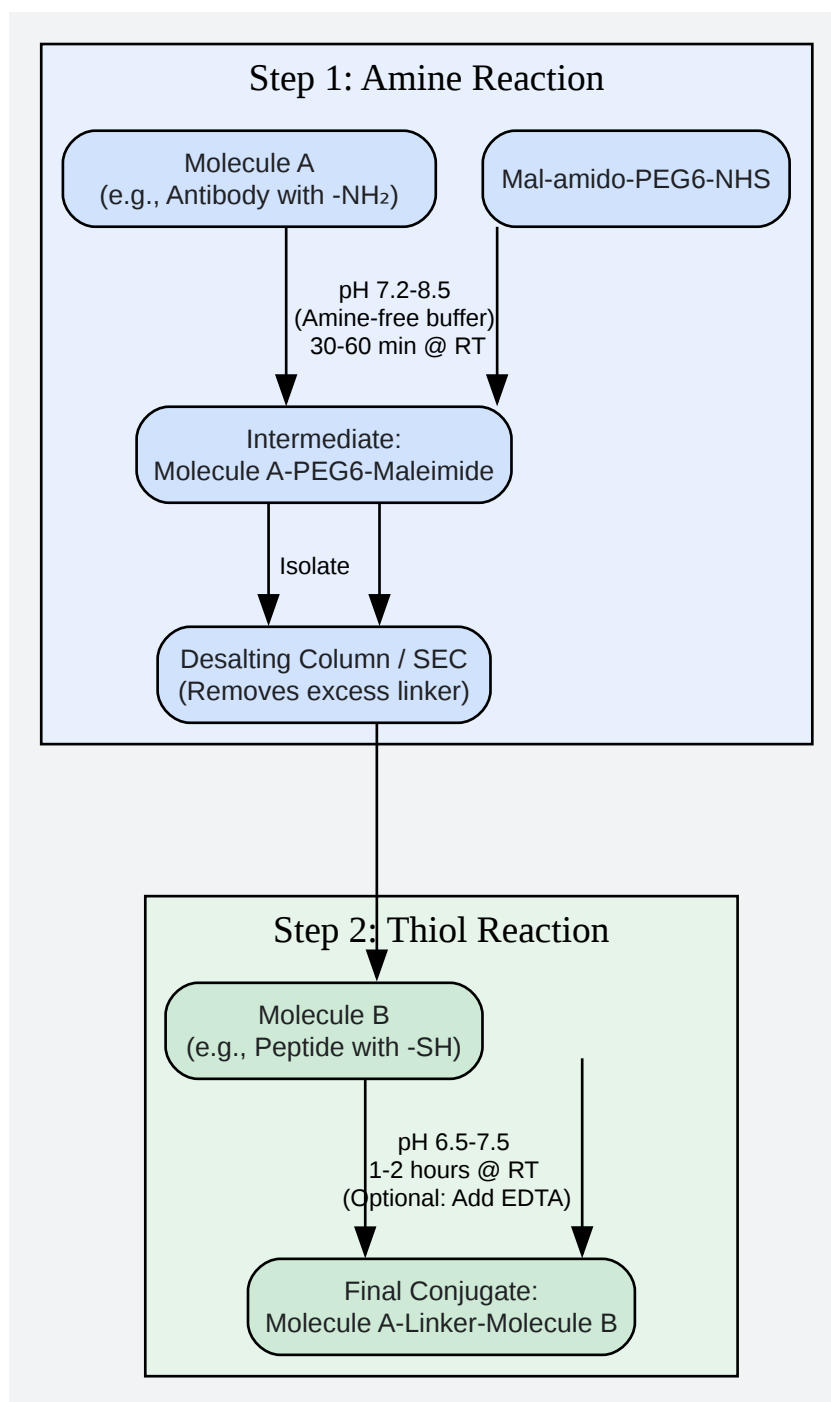 Step 1: Amine Reaction
Molecule A
(e.g., Antibody with -NH₂)
Mal-amido-PEG6-NHS
pH 7.2-8.5
(Amine-free buffer)
30-60 min @ RT
Intermediate:
Molecule A-PEG6-Maleimide
Isolate
Desalting Column / SEC
(Removes excess linker)
Step 2: Thiol Reaction
Molecule B
(e.g., Peptide with -SH)
pH 6.5-7.5
1-2 hours @ RT
(Optional: Add EDTA)
Final Conjugate:
Molecule A-Linker-Molecule B